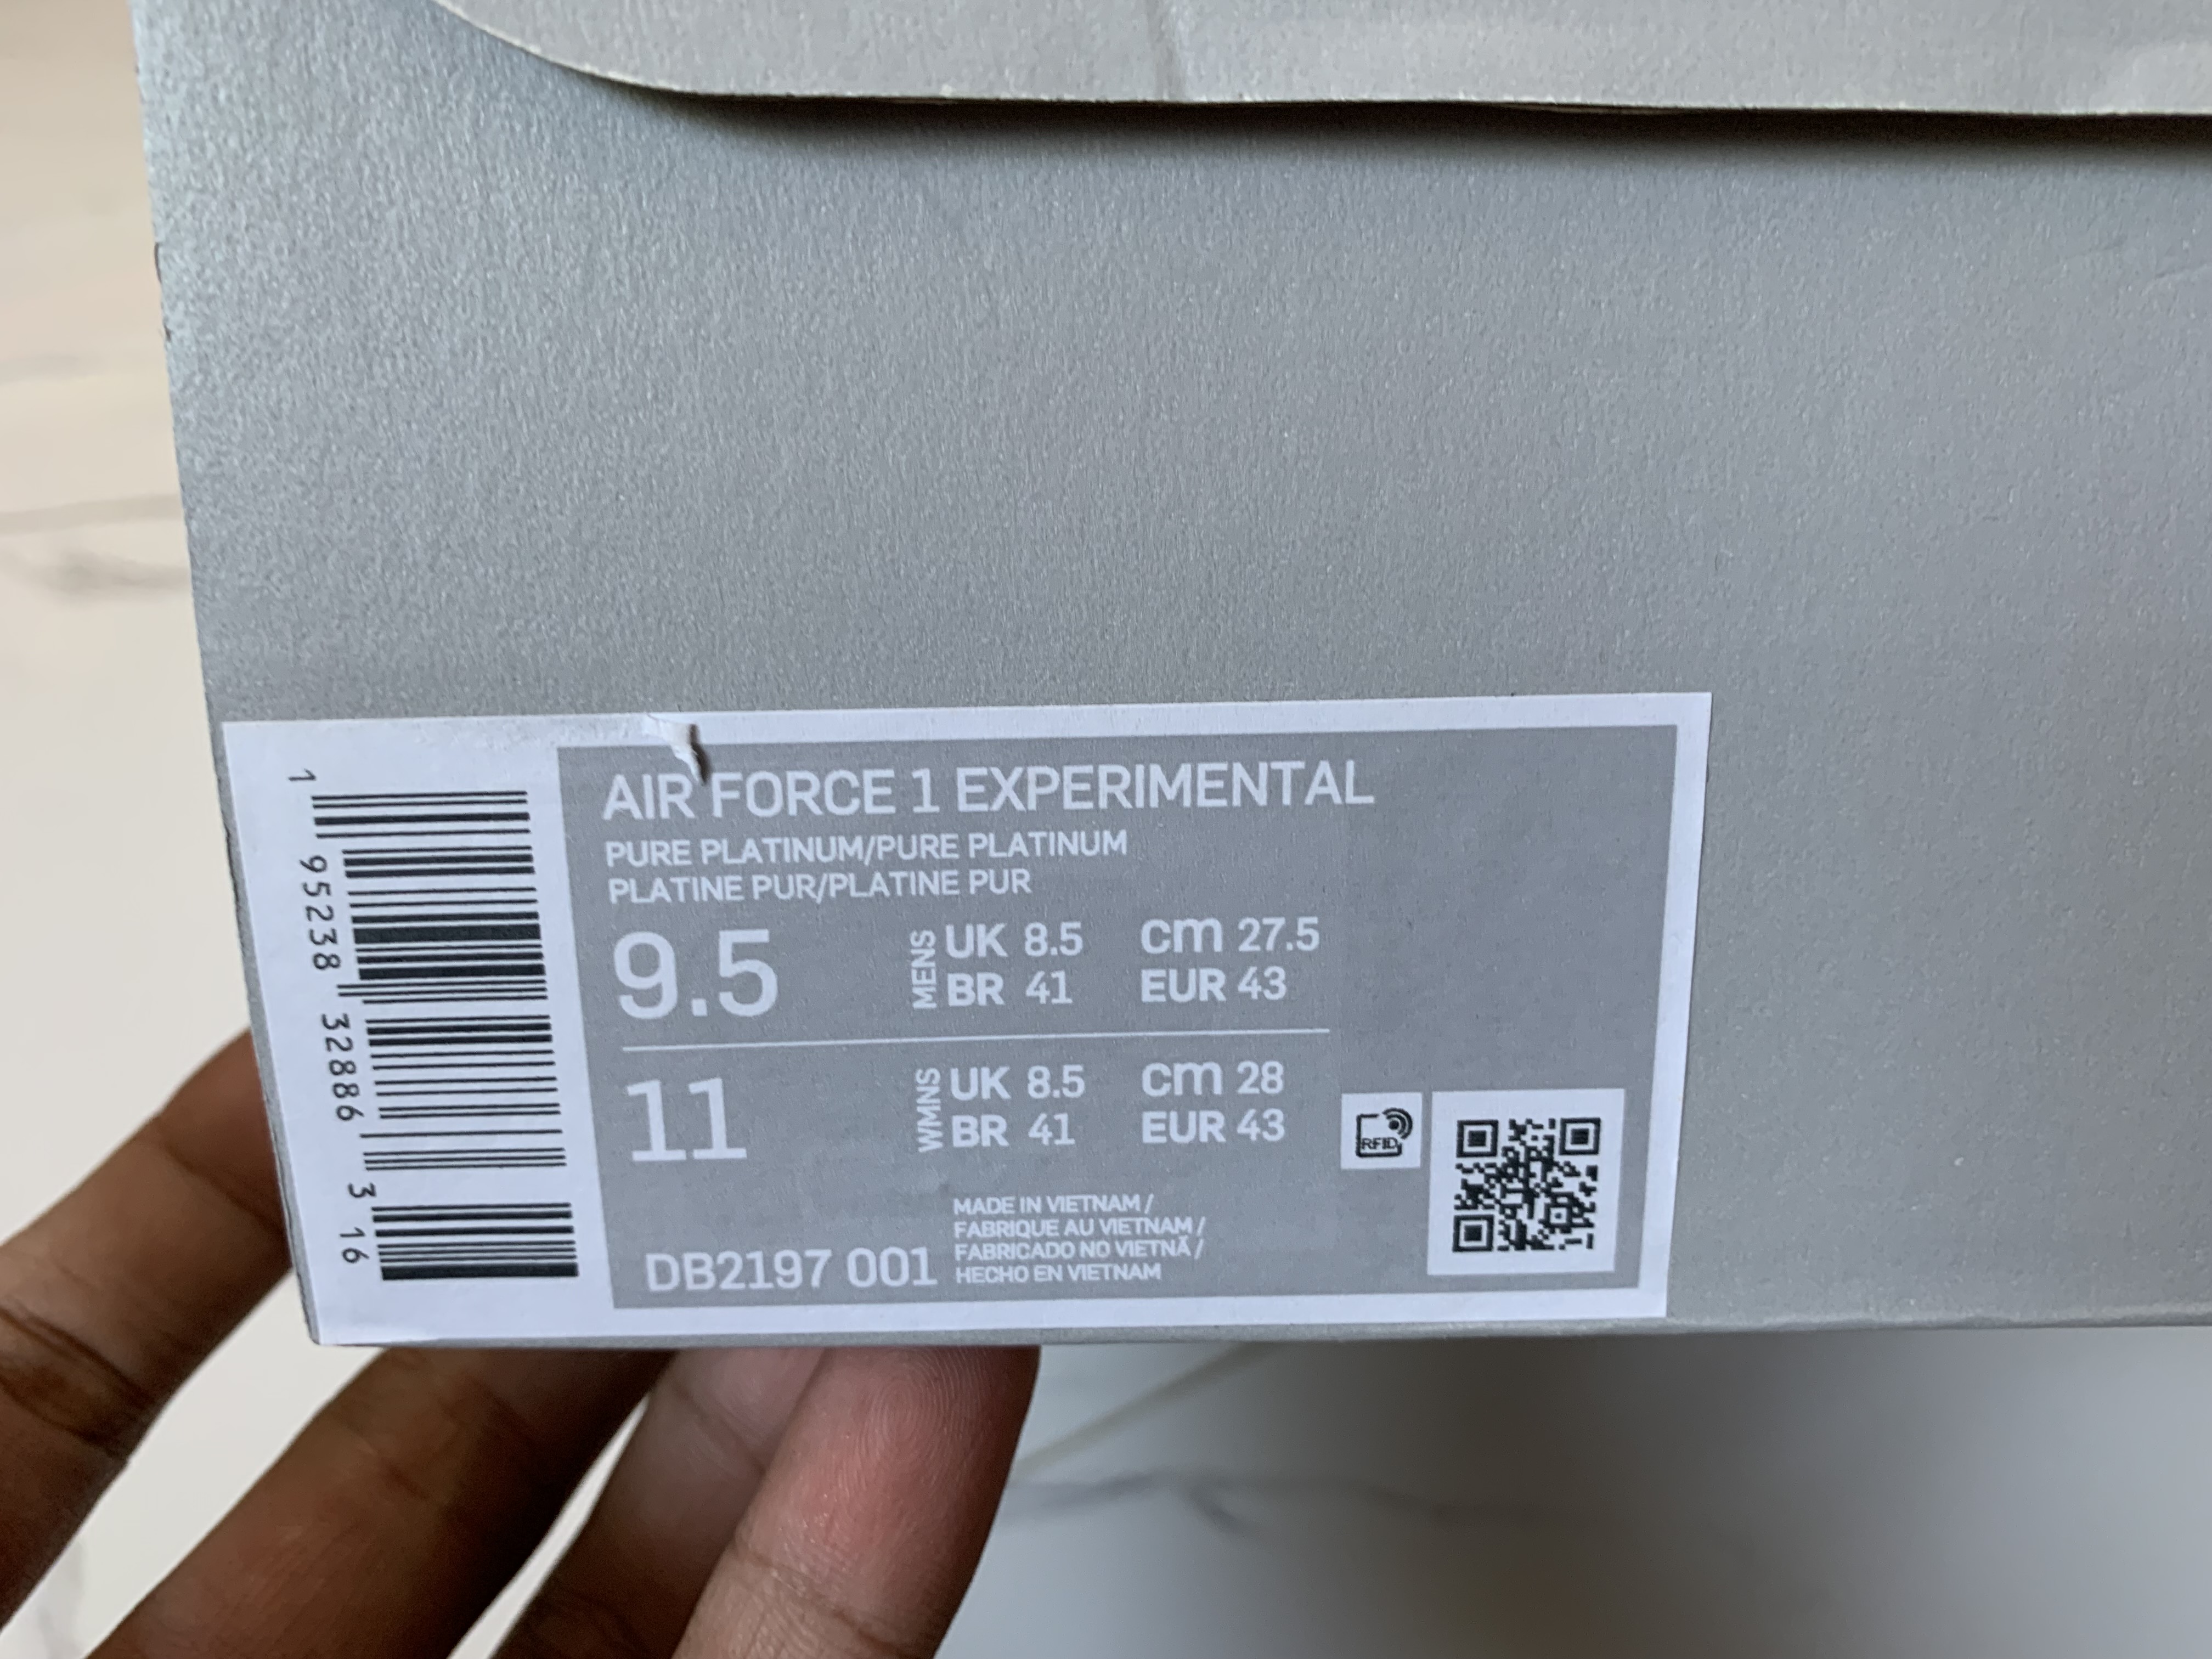 AIR FORCE 1 EXPERIMENTAL
PURE PLATINUM/PURE PLATINUM
PLATINE PUR/PLATINE PUR
9.5 MENS UK 8.5 cm 27.5
BR 41 EUR 43
11 WMNS UK 8.5 cm 28
BR 41 EUR 43
RFID
DB2197 001
MADE IN VIETNAM /
FABRIQUE AU VIETNAM /
FABRICADO NO VIETNÃ /
HECHO EN VIETNAM
1 95238 32886 3 16